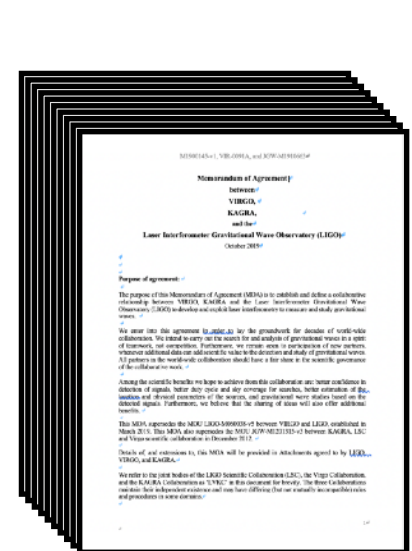 Memorandum of Agreement
between
VIRGO,
KAGRA,
and the
Laser Interferometer Gravitational Wave Observatory (LIGO)
October 2019
Purpose of agreement:
The purpose of this Memorandum of Agreement (MOA) is to establish and define a collaborative
relationship between VIRGO, KAGRA and the Laser Interferometer Gravitational Wave
Observatory (LIGO) to develop and exploit laser interferometry to measure and study gravitational
waves.
We enter into this agreement in order to lay the groundwork for decades of world-wide
collaboration. We intend to carry out the search for and analysis of gravitational waves in a spirit
of teamwork, not competition. Furthermore, we remain open to participation of new partners,
whenever additional data can add scientific value to the detection and study of gravitational waves.
All partners in the world-wide collaboration should have a fair share in the scientific governance
of the collaborative work.
Among the scientific benefits we hope to achieve from this collaboration are: better confidence in
detection of signals, better duty cycle and sky coverage for searches, better estimation of the
location and physical parameters of the sources, and gravitational wave studies based on the
detected signals. Furthermore, we believe that the sharing of ideas will also offer additional
benefits.
This MOA supersedes the MOU between VIRGO and LIGO, established in
March 2019. This MOA also supersedes the MOU between KAGRA, LSC
and Virgo scientific collaboration in December 2012.
Details of, and extensions to, this MOA will be provided in Attachments agreed to by LIGO,
VIRGO, and KAGRA.
We refer to the joint bodies of the LIGO Scientific Collaboration (LSC), the Virgo Collaboration,
and the KAGRA Collaboration as "LVKC" in this document for brevity. The three Collaborations
maintain their independent existence and may have differing (but not mutually incompatible) rules
and procedures in some domains.